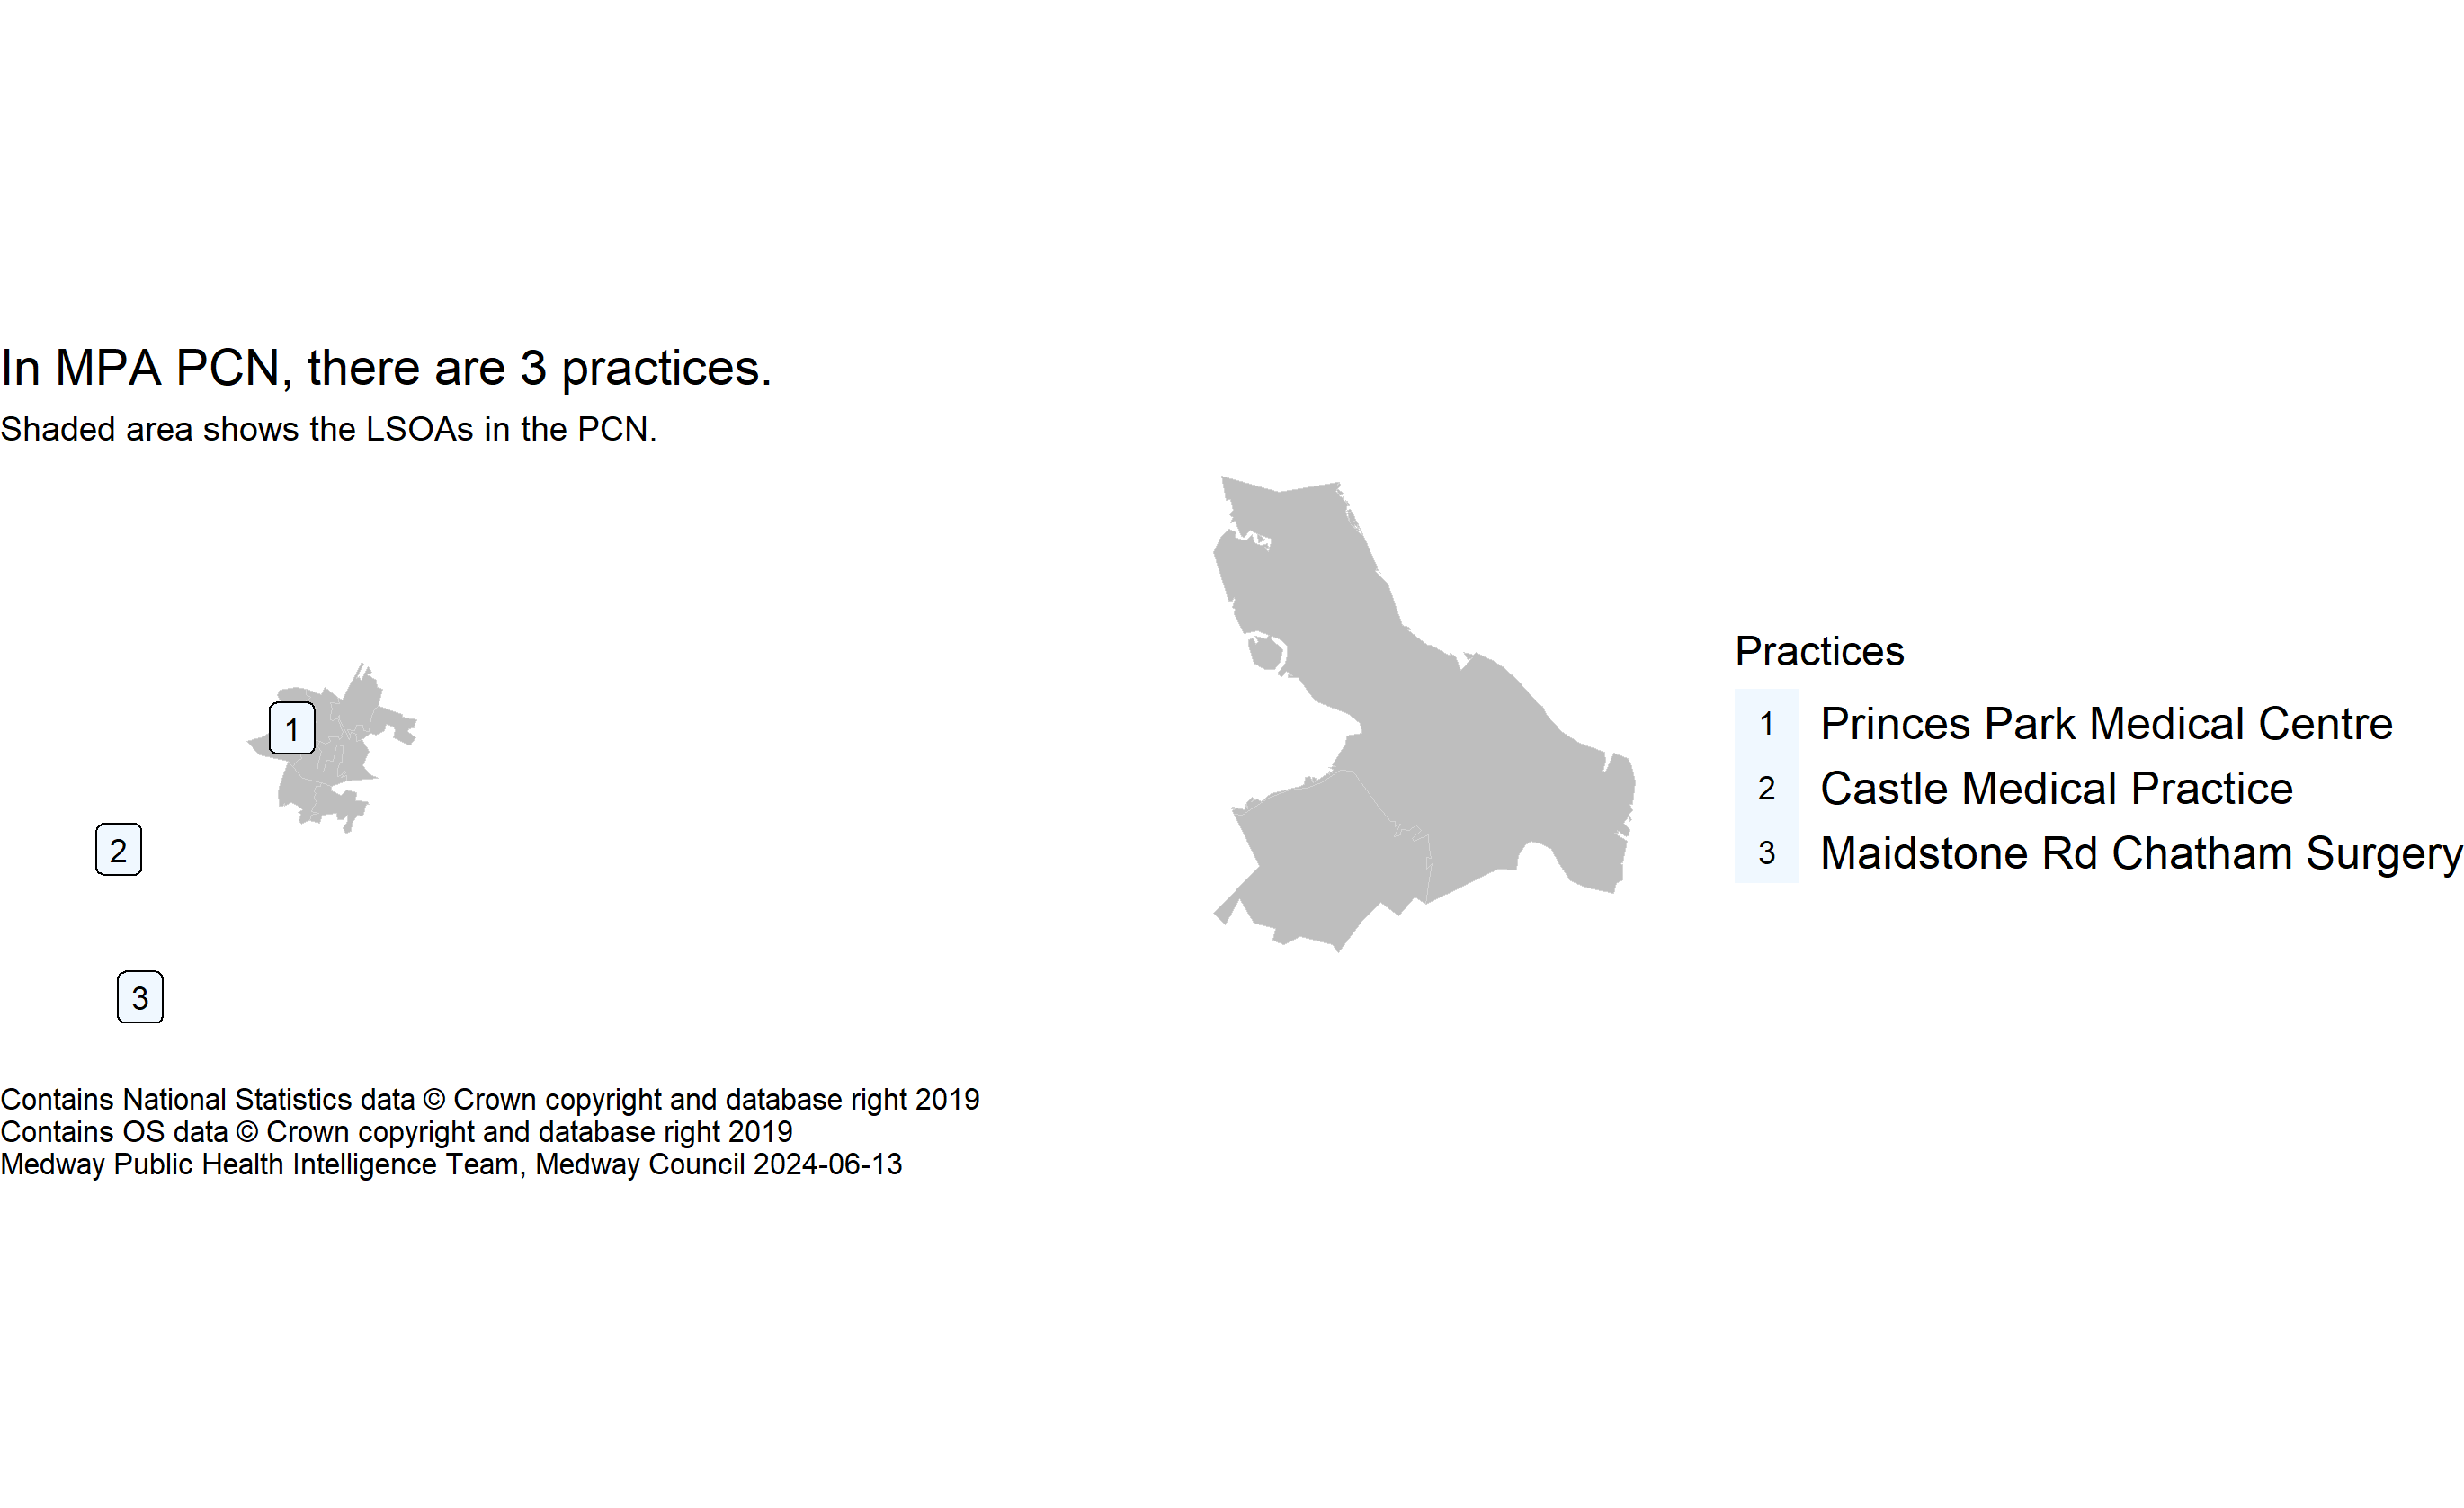 In MPA PCN, there are 3 practices.
Shaded area shows the LSOAs in the PCN.
1
2
3
Practices
1 Princes Park Medical Centre
2 Castle Medical Practice
3 Maidstone Rd Chatham Surgery
Contains National Statistics data © Crown copyright and database right 2019
Contains OS data © Crown copyright and database right 2019
Medway Public Health Intelligence Team, Medway Council 2024-06-13